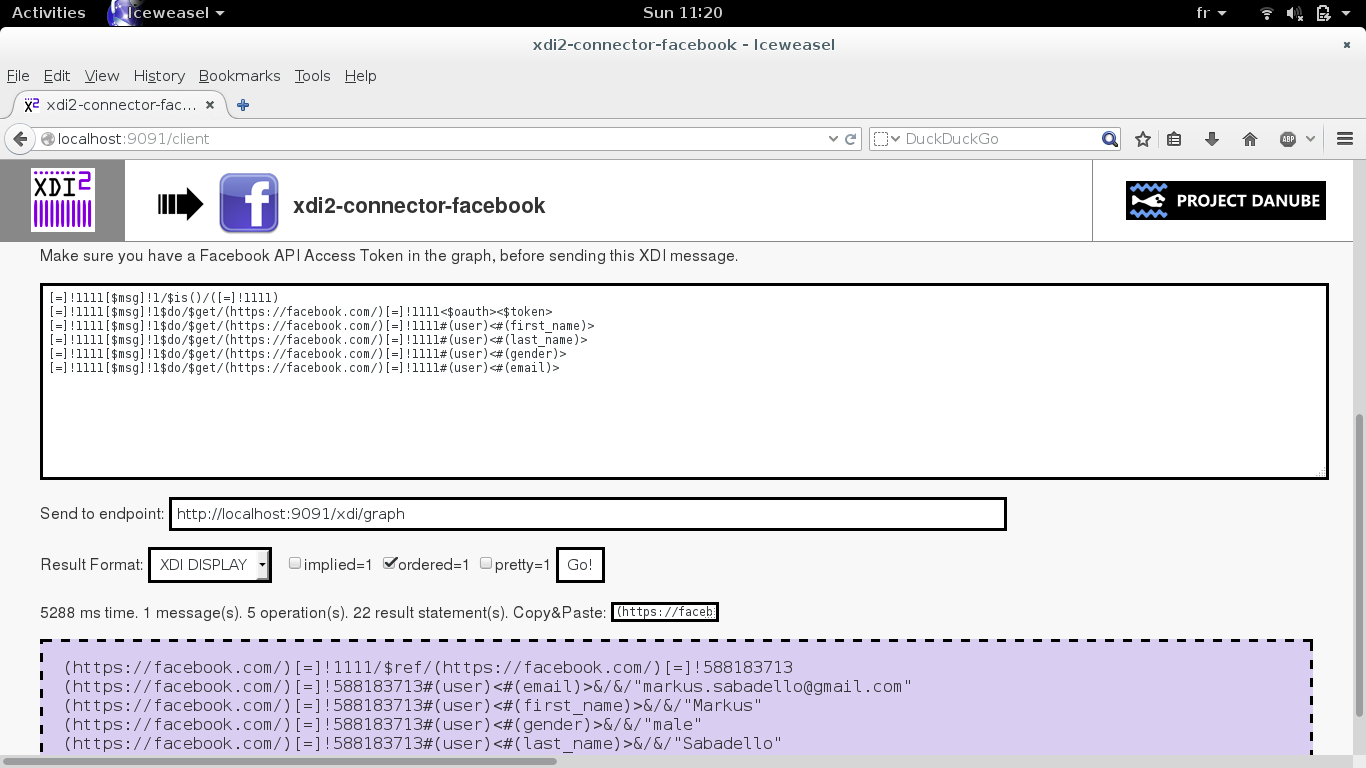 Activities Iceweasel Sun 11:20 fr
xdi2-connector-facebook - Iceweasel
File Edit View History Bookmarks Tools Help
xdi2-connector-fac...
localhost:9091/client DuckDuckGo ABP
XDI2 f xdi2-connector-facebook PROJECT DANUBE
Make sure you have a Facebook API Access Token in the graph, before sending this XDI message.
[=]!1111[$msg]!1/$is()/([=]!1111)
[=]!1111[$msg]!1$do/$get/(https://facebook.com/)[=]!1111<$oauth><$token>
[=]!1111[$msg]!1$do/$get/(https://facebook.com/)[=]!1111#(user)<#(first_name)>
[=]!1111[$msg]!1$do/$get/(https://facebook.com/)[=]!1111#(user)<#(last_name)>
[=]!1111[$msg]!1$do/$get/(https://facebook.com/)[=]!1111#(user)<#(gender)>
[=]!1111[$msg]!1$do/$get/(https://facebook.com/)[=]!1111#(user)<#(email)>
Send to endpoint: http://localhost:9091/xdi/graph
Result Format: XDI DISPLAY implied=1 ordered=1 pretty=1 Go!
5288 ms time. 1 message(s). 5 operation(s). 22 result statement(s). Copy&Paste: (https://faceb
(https://facebook.com/)[=]!1111/$ref/(https://facebook.com/)[=]!588183713
(https://facebook.com/)[=]!588183713#(user)<#(email)>&/&/"markus.sabadello@gmail.com"
(https://facebook.com/)[=]!588183713#(user)<#(first_name)>&/&/"Markus"
(https://facebook.com/)[=]!588183713#(user)<#(gender)>&/&/"male"
(https://facebook.com/)[=]!588183713#(user)<#(last_name)>&/&/"Sabadello"